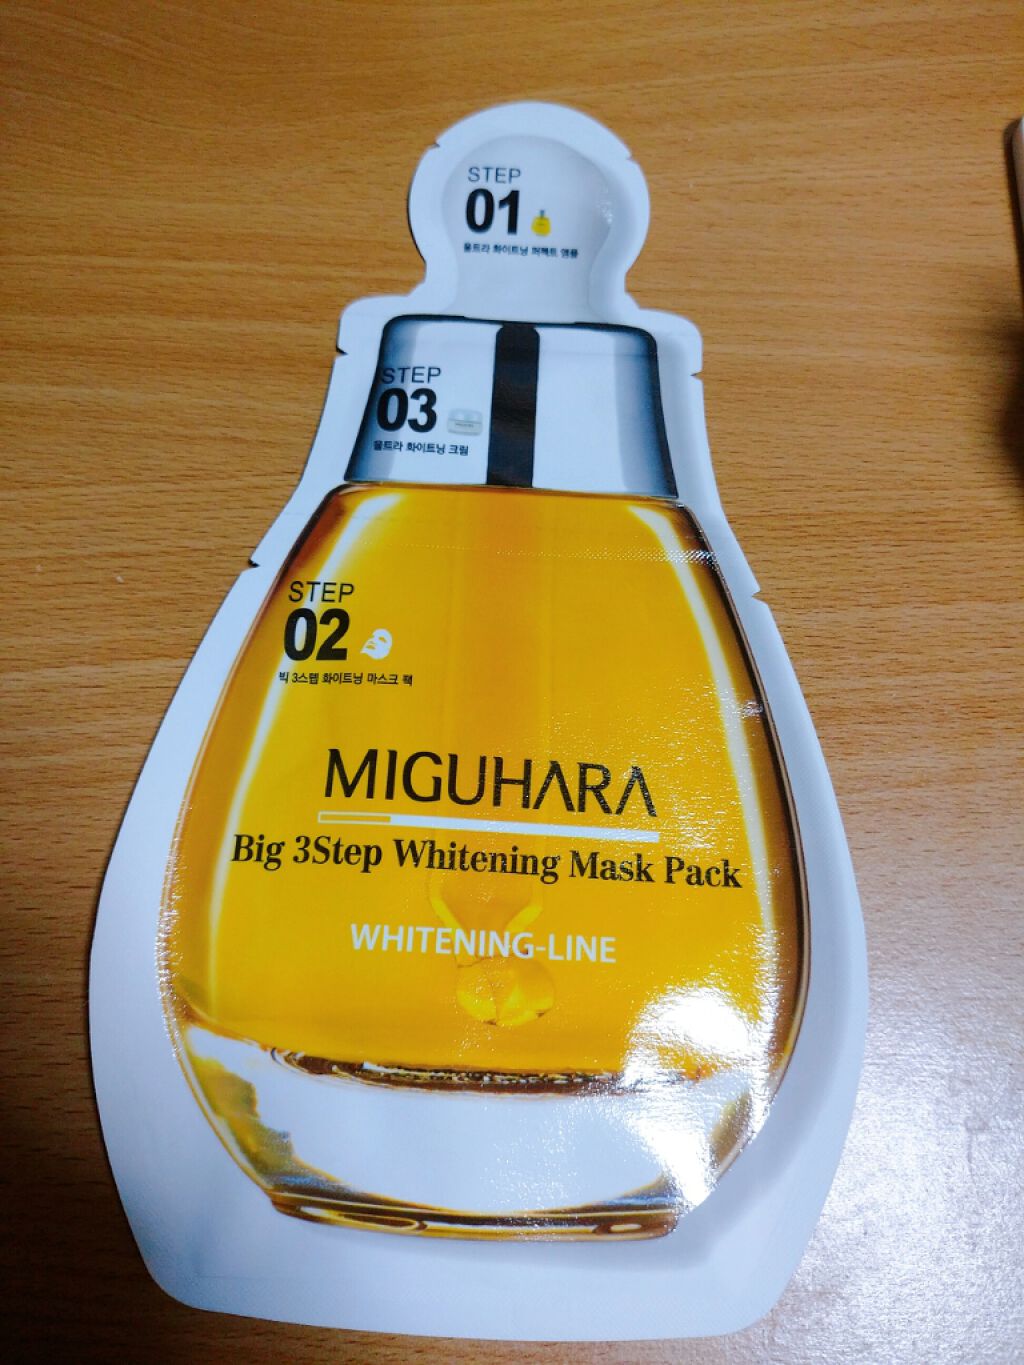 STEP
01
울트라 화이트닝 퍼펙트 앰플
STEP
03
울트라 화이트닝 크림
STEP
02
빅 3스텝 화이트닝 마스크 팩
MIGUHARA
Big 3Step Whitening Mask Pack
WHITENING-LINE